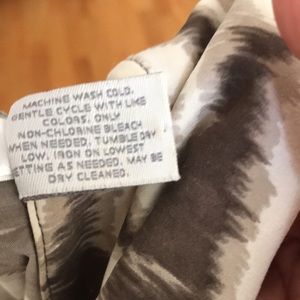 MACHINE WASH COLD,
GENTLE CYCLE WITH LIKE
COLORS. ONLY
NON-CHLORINE BLEACH
WHEN NEEDED. TUMBLE DRY
LOW. IRON ON LOWEST
SETTING AS NEEDED. MAY BE
DRY CLEANED.